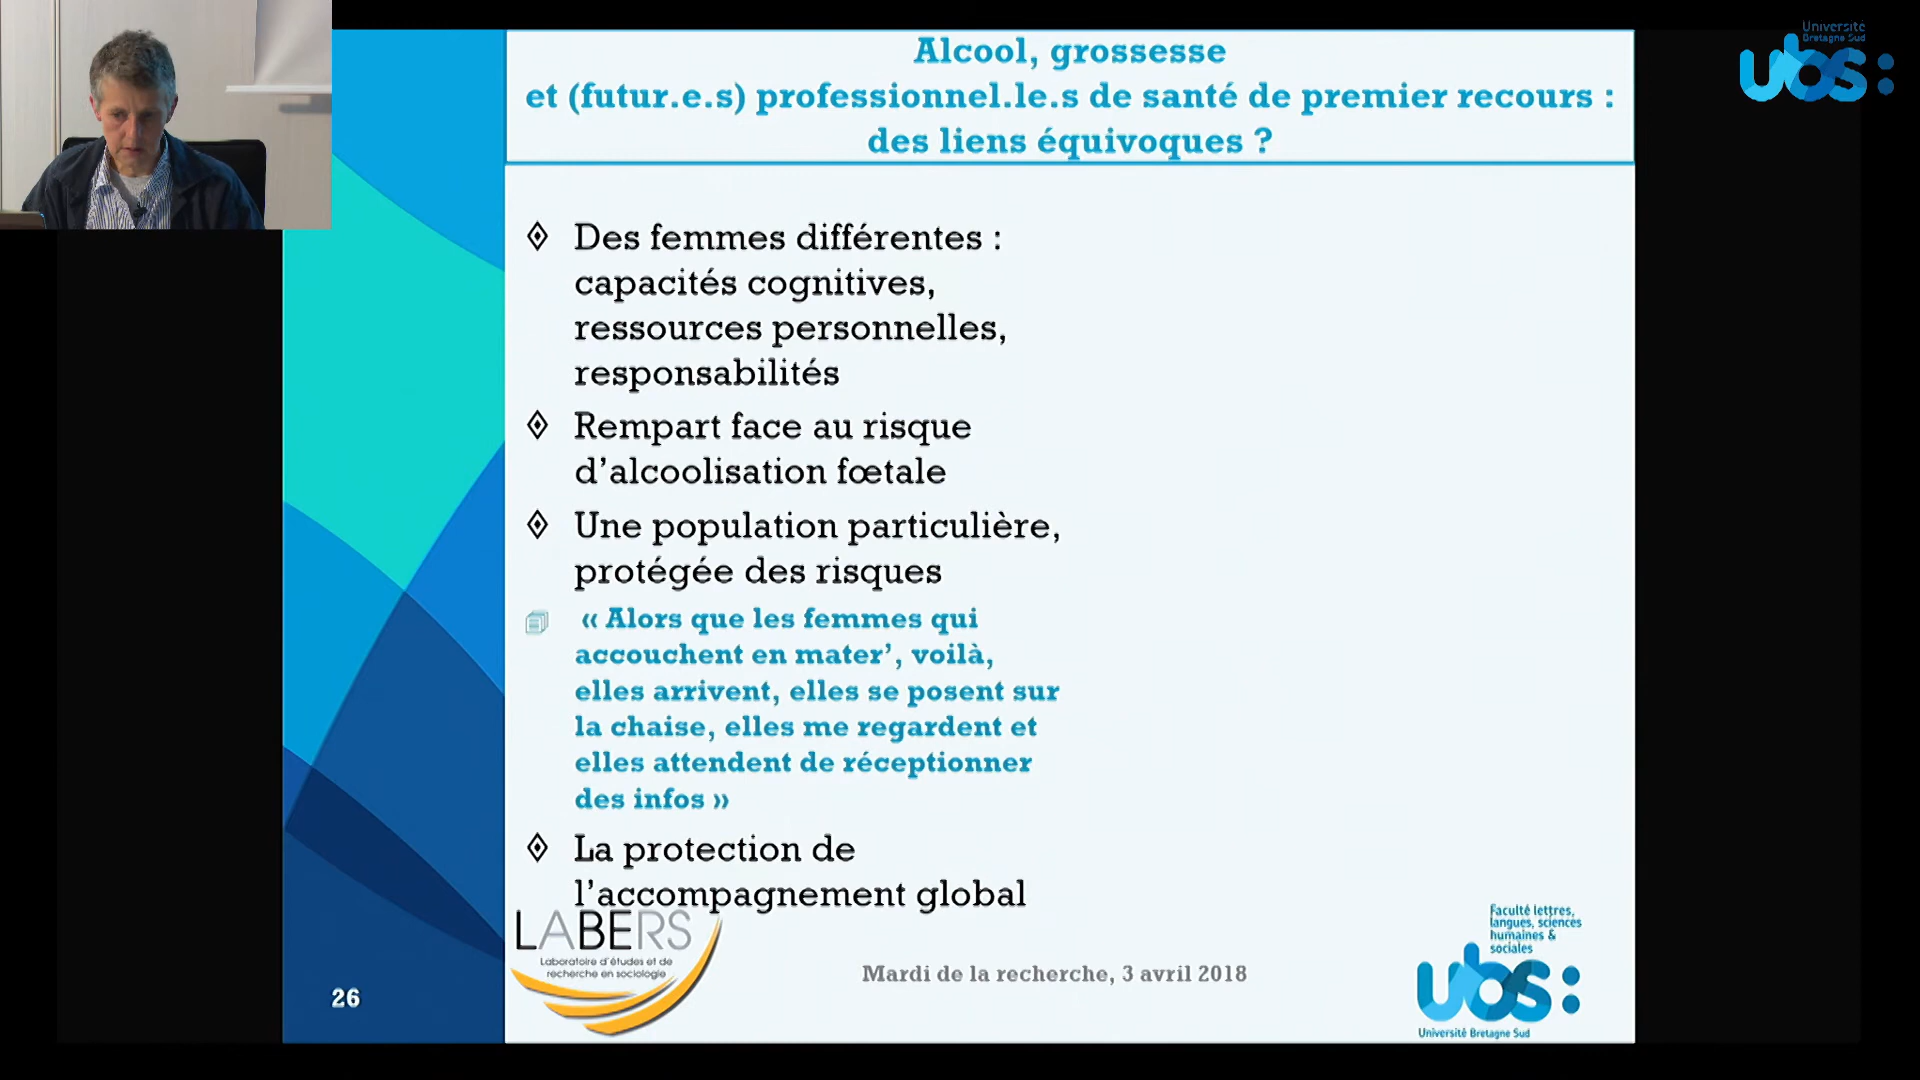 Université
Bretagne Sud
ubs:
Alcool, grossesse
et (futur.e.s) professionnel.le.s de santé de premier recours :
des liens équivoques ?
Des femmes différentes :
capacités cognitives,
ressources personnelles,
responsabilités
Rempart face au risque
d’alcoolisation fœtale
Une population particulière,
protégée des risques
« Alors que les femmes qui
accouchent en mater’, voilà,
elles arrivent, elles se posent sur
la chaise, elles me regardent et
elles attendent de réceptionner
des infos »
La protection de
l’accompagnement global
LABERS
Laboratoire d'études et de
recherche en sociologie
26
Mardi de la recherche, 3 avril 2018
Faculté lettres,
langues, sciences
humaines &
sociales
ubs:
Université Bretagne Sud